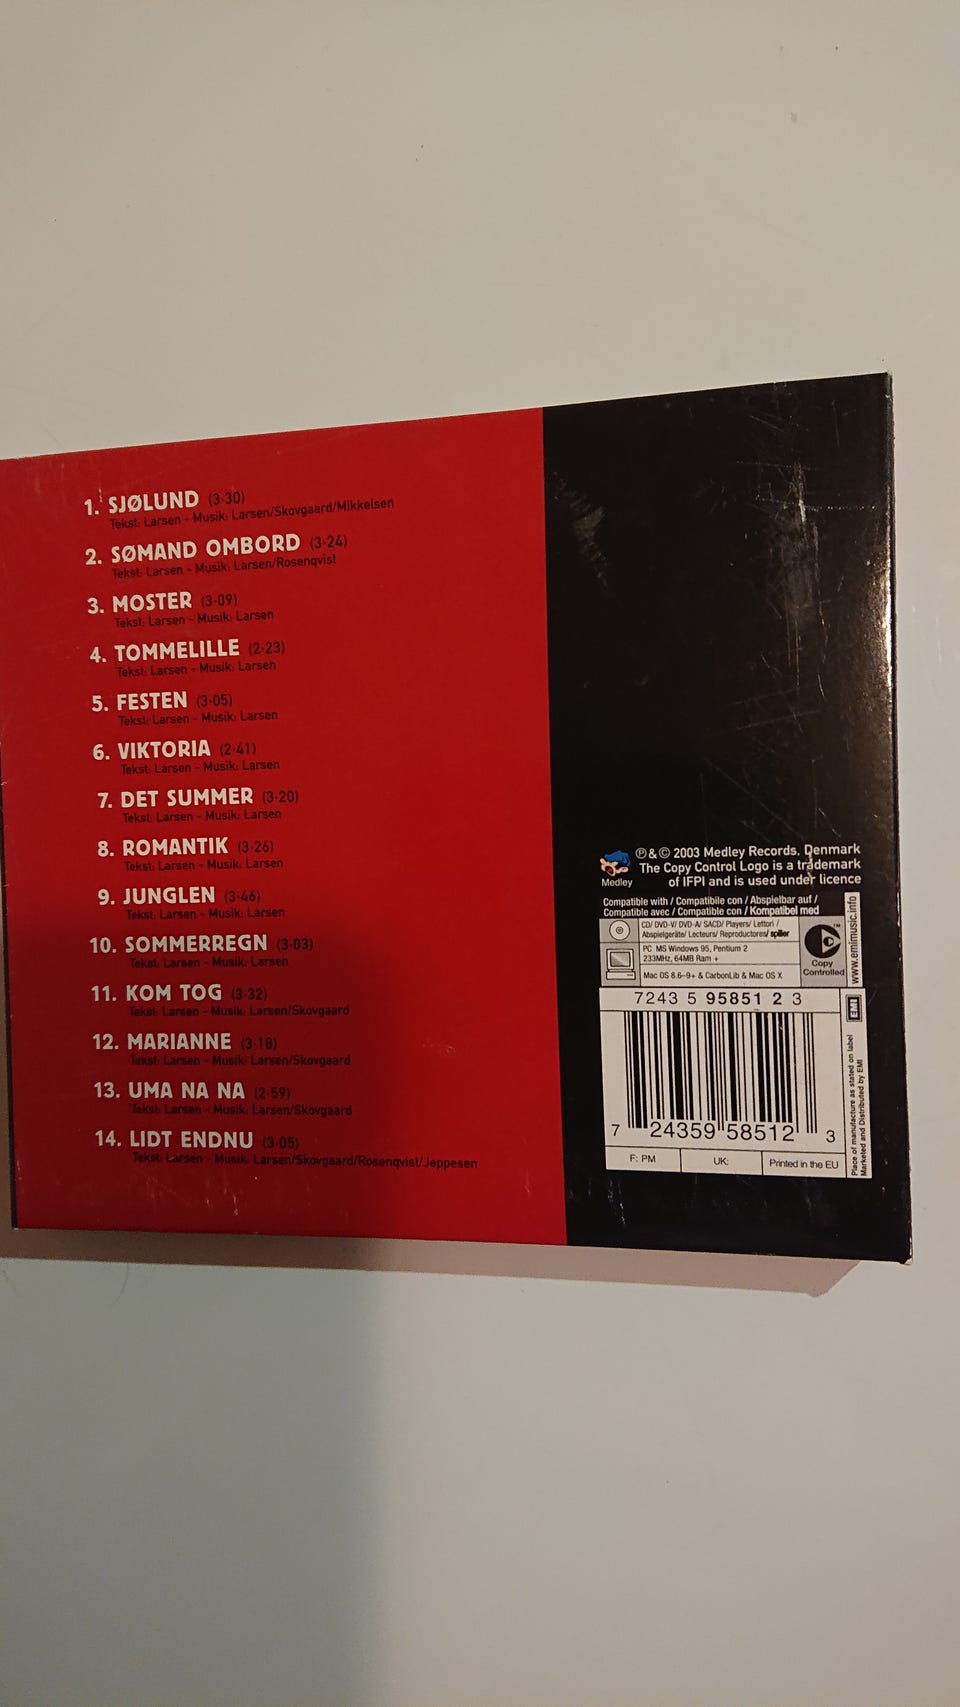 1. SJØLUND (3·30)
Tekst: Larsen - Musik: Larsen/Skovgaard/Mikkelsen
2. SØMAND OMBORD (3·24)
Tekst: Larsen - Musik: Larsen/Rosenqvist
3. MOSTER (3·09)
Tekst: Larsen - Musik: Larsen
4. TOMMELILLE (2·23)
Tekst: Larsen - Musik: Larsen
5. FESTEN (3·05)
Tekst: Larsen - Musik: Larsen
6. VIKTORIA (2·41)
Tekst: Larsen - Musik: Larsen
7. DET SUMMER (3·20)
Tekst: Larsen - Musik: Larsen
8. ROMANTIK (3·26)
Tekst: Larsen - Musik: Larsen
9. JUNGLEN (3·46)
Tekst: Larsen - Musik: Larsen
10. SOMMERREGN (3·03)
Tekst: Larsen - Musik: Larsen
11. KOM TOG (3·32)
Tekst: Larsen - Musik: Larsen/Skovgaard
12. MARIANNE (3·18)
Tekst: Larsen - Musik: Larsen/Skovgaard
13. UMA NA NA (2·59)
Tekst: Larsen - Musik: Larsen/Skovgaard
14. LIDT ENDNU (3·05)
Tekst: Larsen - Musik: Larsen/Skovgaard/Rosenqvist/Jeppesen
Medley
℗ & © 2003 Medley Records, Denmark
The Copy Control Logo is a trademark
of IFPI and is used under licence
Compatible with / Compatibile con / Abspielbar auf /
Compatible avec / Compatible con / Kompatibel med
CD/ DVD-V/ DVD-A/ SACD/ Players/ Lettori /
Abspielgeräte/ Lecteurs/ Reproductores/ spiller
PC MS Windows 95, Pentium 2
233MHz, 64MB Ram +
Mac OS 8.6-9+ & CarbonLib & Mac OS X
Copy
Controlled
™
www.emimusic.info
7243 5 95851 2 3
EMI
7 24359 58512 3
F: PM
UK:
Printed in the EU
Place of manufacture as stated on label
Marketed and Distributed by EMI